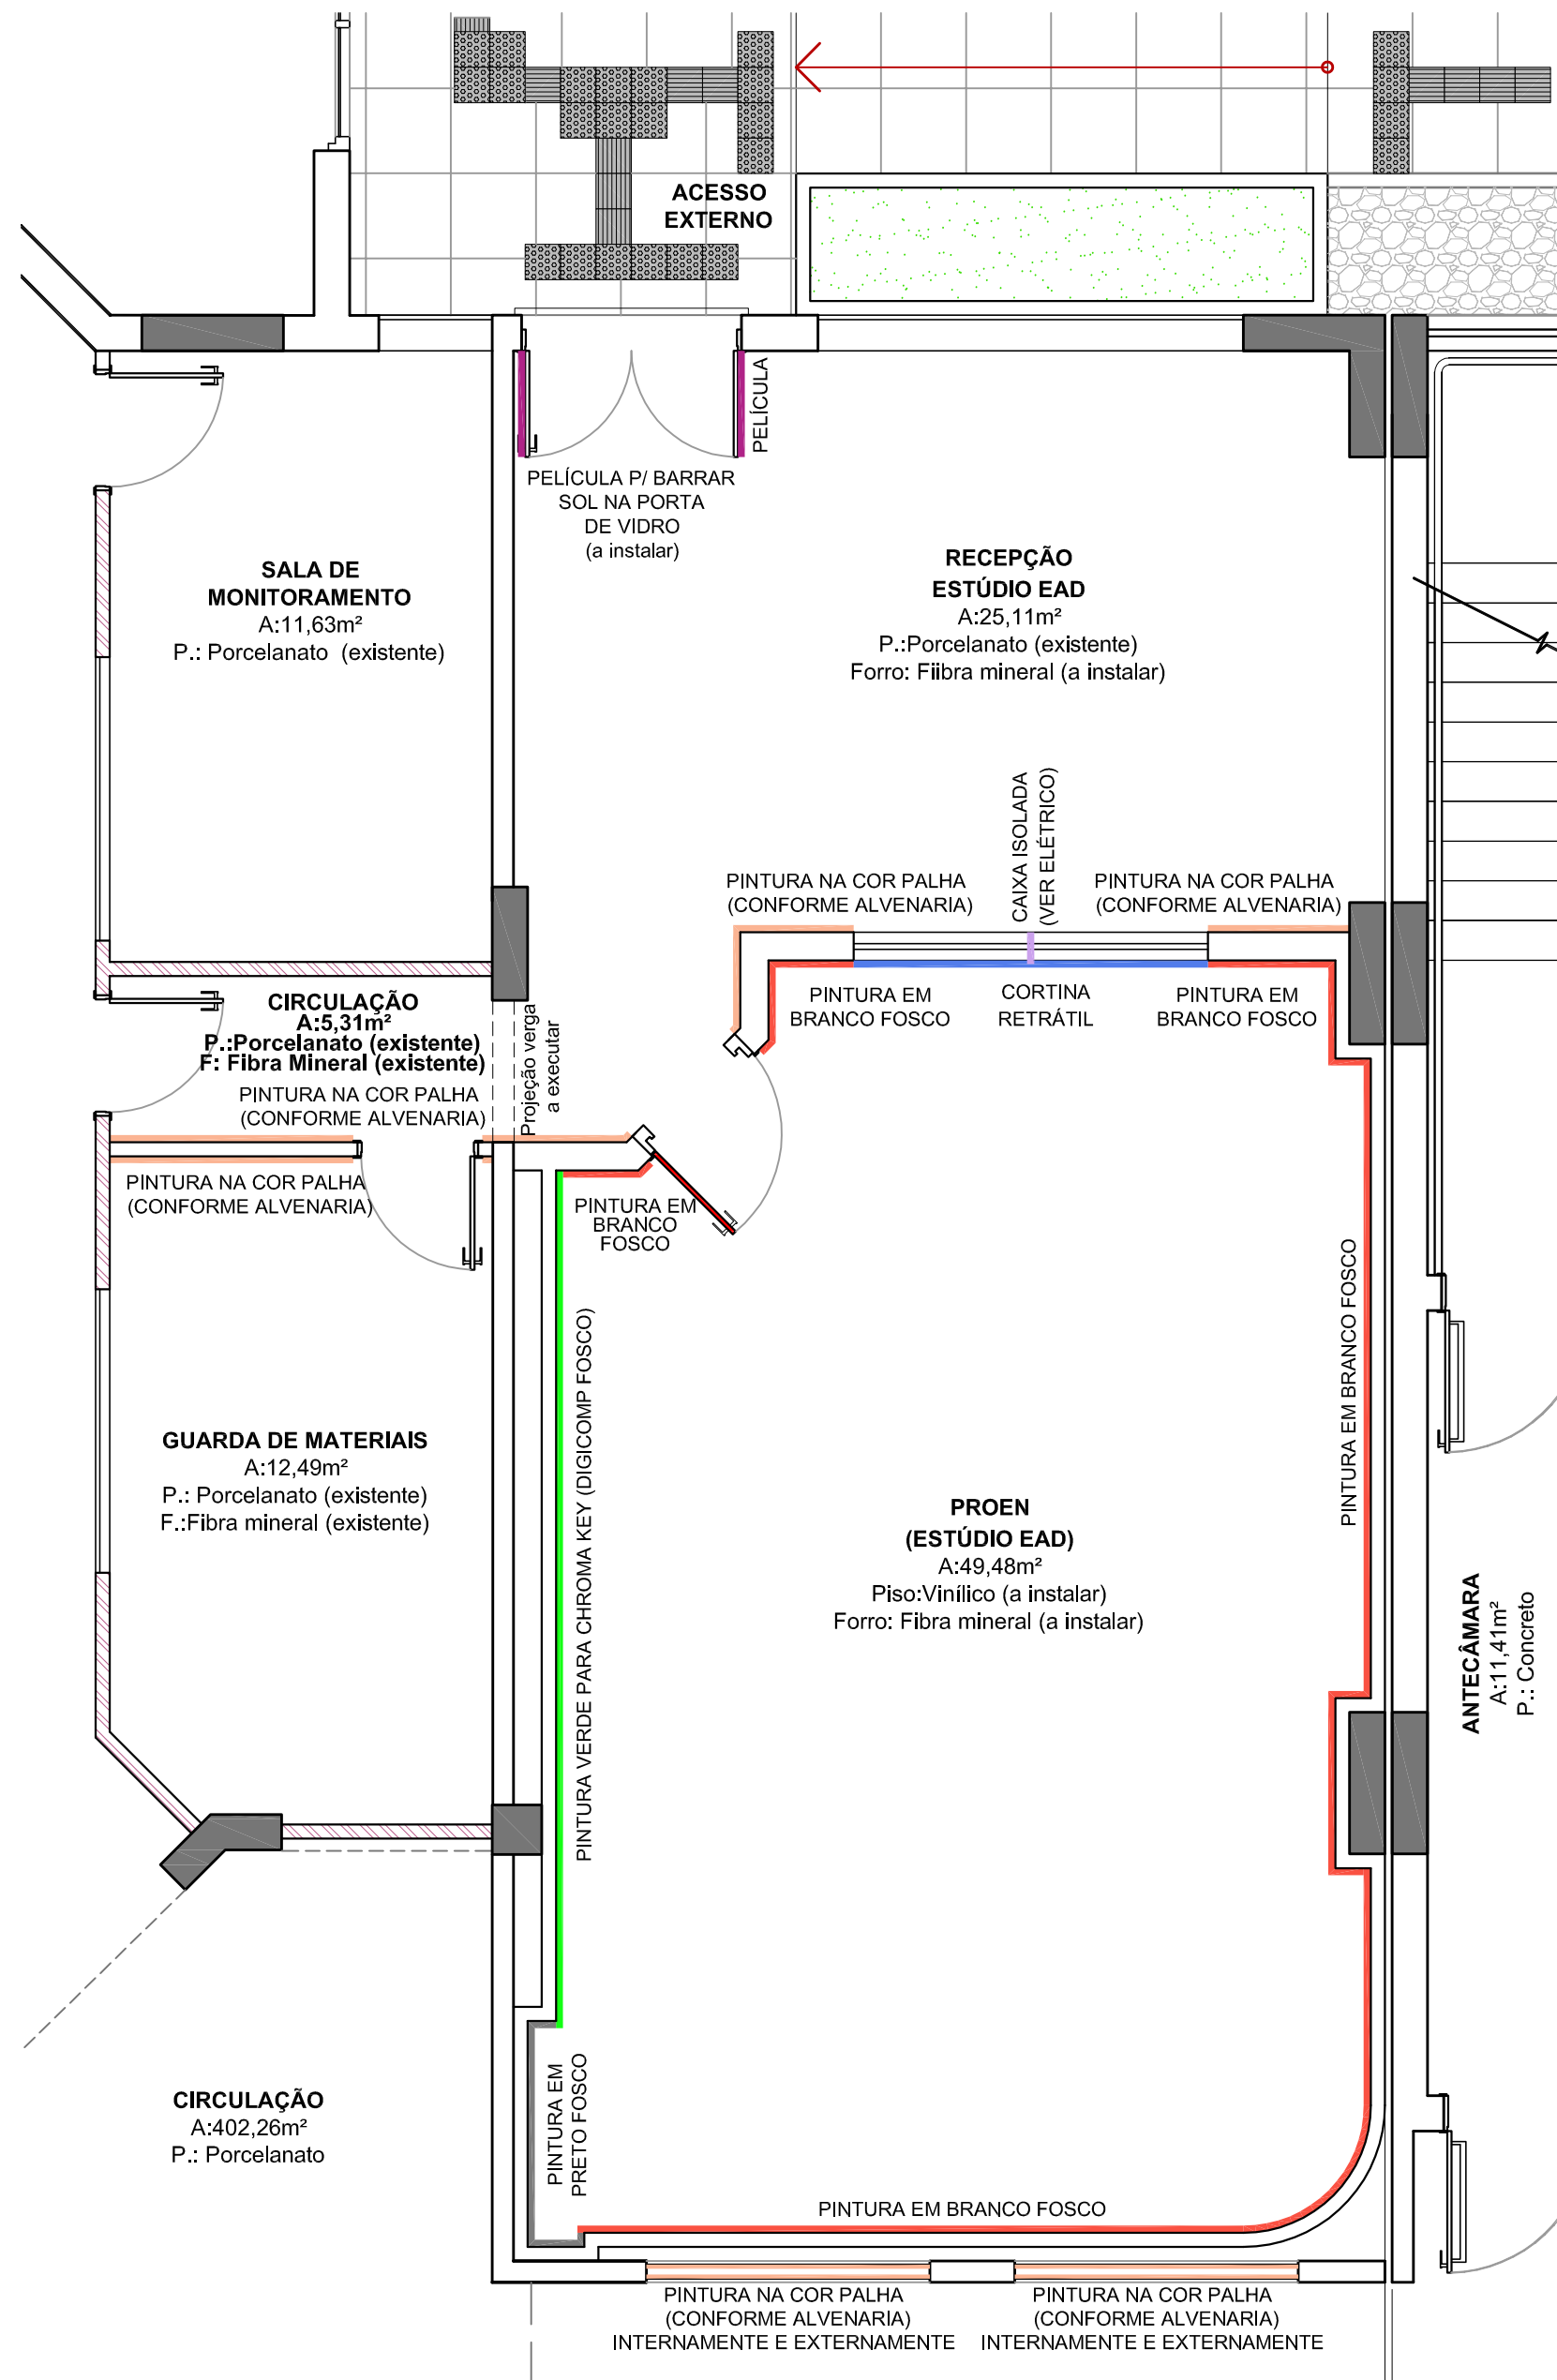 ACESSO
EXTERNO
PELÍCULA
PELÍCULA P/ BARRAR
SOL NA PORTA
DE VIDRO
(a instalar)
SALA DE
MONITORAMENTO
A:11,63m²
P.: Porcelanato (existente)
RECEPÇÃO
ESTÚDIO EAD
A:25,11m²
P.:Porcelanato (existente)
Forro: Fiibra mineral (a instalar)
CAIXA ISOLADA
(VER ELÉTRICO)
PINTURA NA COR PALHA
(CONFORME ALVENARIA)
PINTURA NA COR PALHA
(CONFORME ALVENARIA)
PINTURA EM
BRANCO FOSCO
CORTINA
RETRÁTIL
PINTURA EM
BRANCO FOSCO
CIRCULAÇÃO
A:5,31m²
P.:Porcelanato (existente)
F: Fibra Mineral (existente)
Projeção verga
a executar
PINTURA NA COR PALHA
(CONFORME ALVENARIA)
PINTURA NA COR PALHA
(CONFORME ALVENARIA)
PINTURA EM
BRANCO
FOSCO
PINTURA VERDE PARA CHROMA KEY (DIGICOMP FOSCO)
PINTURA EM BRANCO FOSCO
GUARDA DE MATERIAIS
A:12,49m²
P.: Porcelanato (existente)
F.:Fibra mineral (existente)
PROEN
(ESTÚDIO EAD)
A:49,48m²
Piso:Vinílico (a instalar)
Forro: Fibra mineral (a instalar)
ANTECÂMARA
A:11,41m²
P.: Concreto
CIRCULAÇÃO
A:402,26m²
P.: Porcelanato
PINTURA EM
PRETO FOSCO
PINTURA EM BRANCO FOSCO
PINTURA NA COR PALHA
(CONFORME ALVENARIA)
INTERNAMENTE E EXTERNAMENTE
PINTURA NA COR PALHA
(CONFORME ALVENARIA)
INTERNAMENTE E EXTERNAMENTE